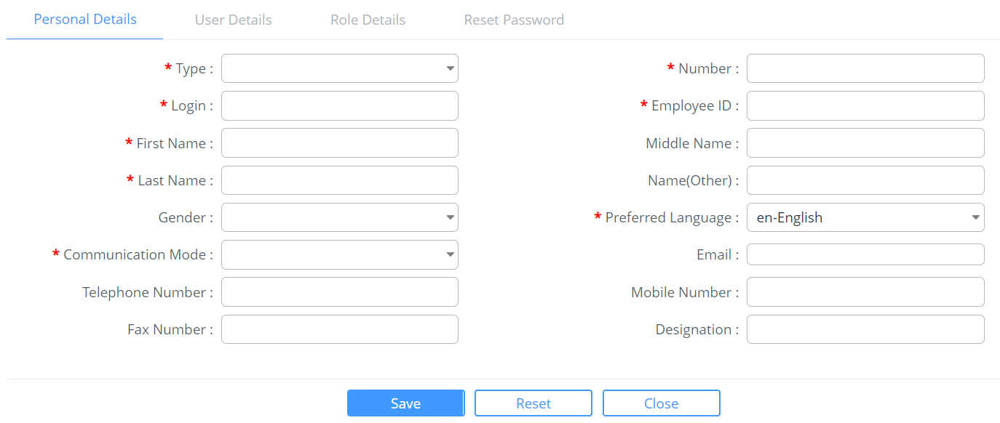 Personal Details User Details Role Details Reset Password
* Type : * Number :
* Login : * Employee ID :
* First Name : Middle Name :
* Last Name : Name(Other) :
Gender : * Preferred Language : en-English
* Communication Mode : Email :
Telephone Number : Mobile Number :
Fax Number : Designation :
Save Reset Close